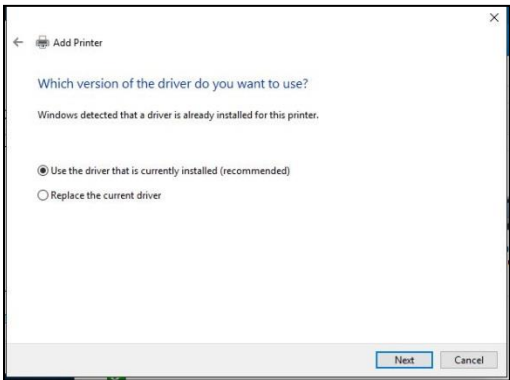 Add Printer
Which version of the driver do you want to use?
Windows detected that a driver is already installed for this printer.
Use the driver that is currently installed (recommended)
Replace the current driver
Next Cancel